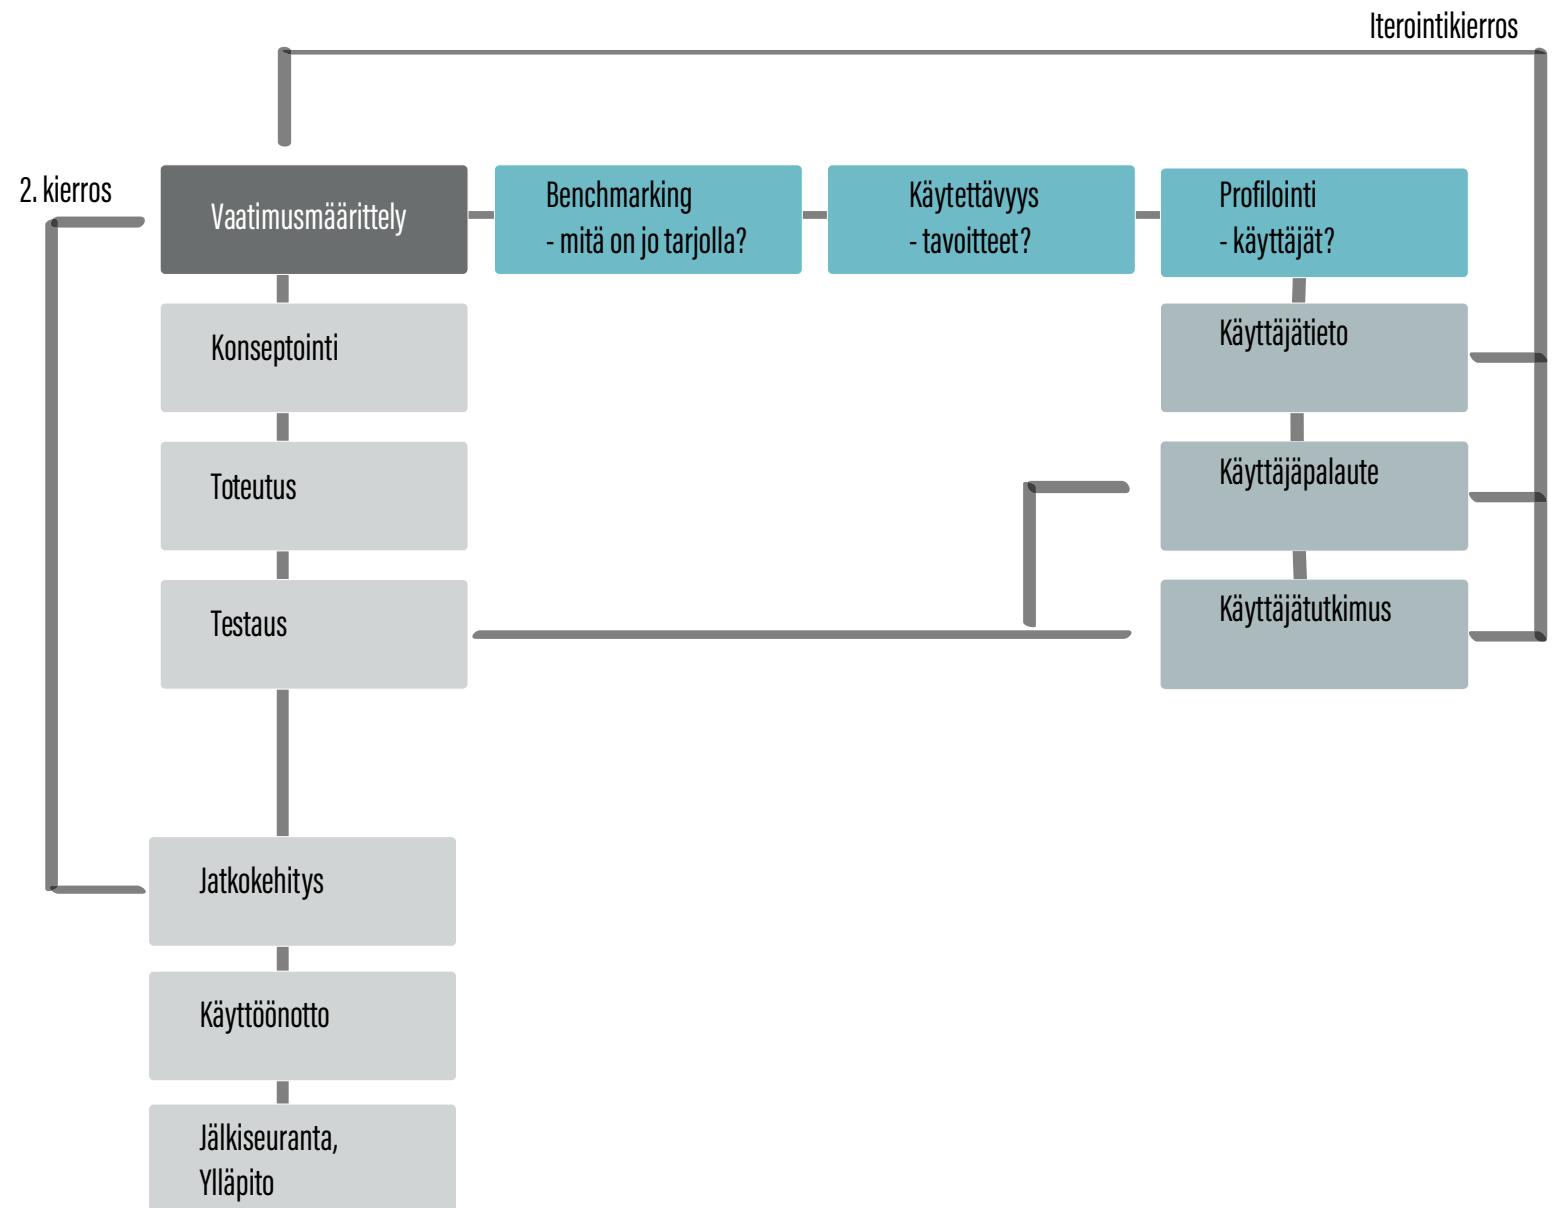 Iterointikierros
2. kierros
Vaatimusmäärittely
Benchmarking
- mitä on jo tarjolla?
Käytettävyys
- tavoitteet?
Profilointi
- käyttäjät?
Konseptointi
Käyttäjätieto
Toteutus
Käyttäjäpalaute
Testaus
Käyttäjätutkimus
Jatkokehitys
Käyttöönotto
Jälkiseuranta,
Ylläpito